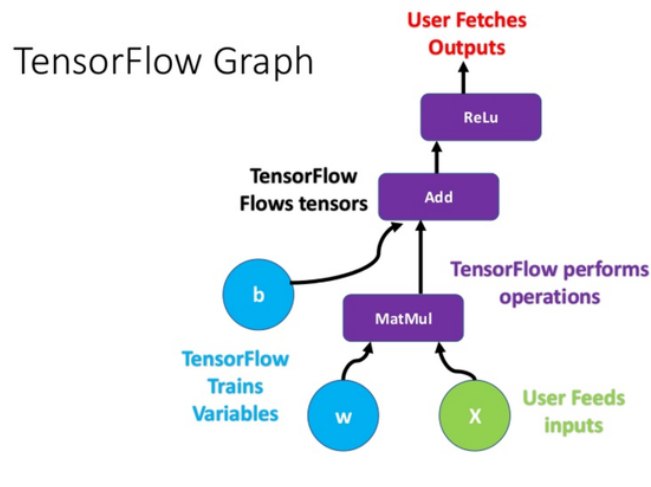 User Fetches
Outputs
TensorFlow Graph
ReLu
TensorFlow
Flows tensors
Add
TensorFlow performs
operations
b
MatMul
TensorFlow
Trains
Variables
w
X
User Feeds
inputs